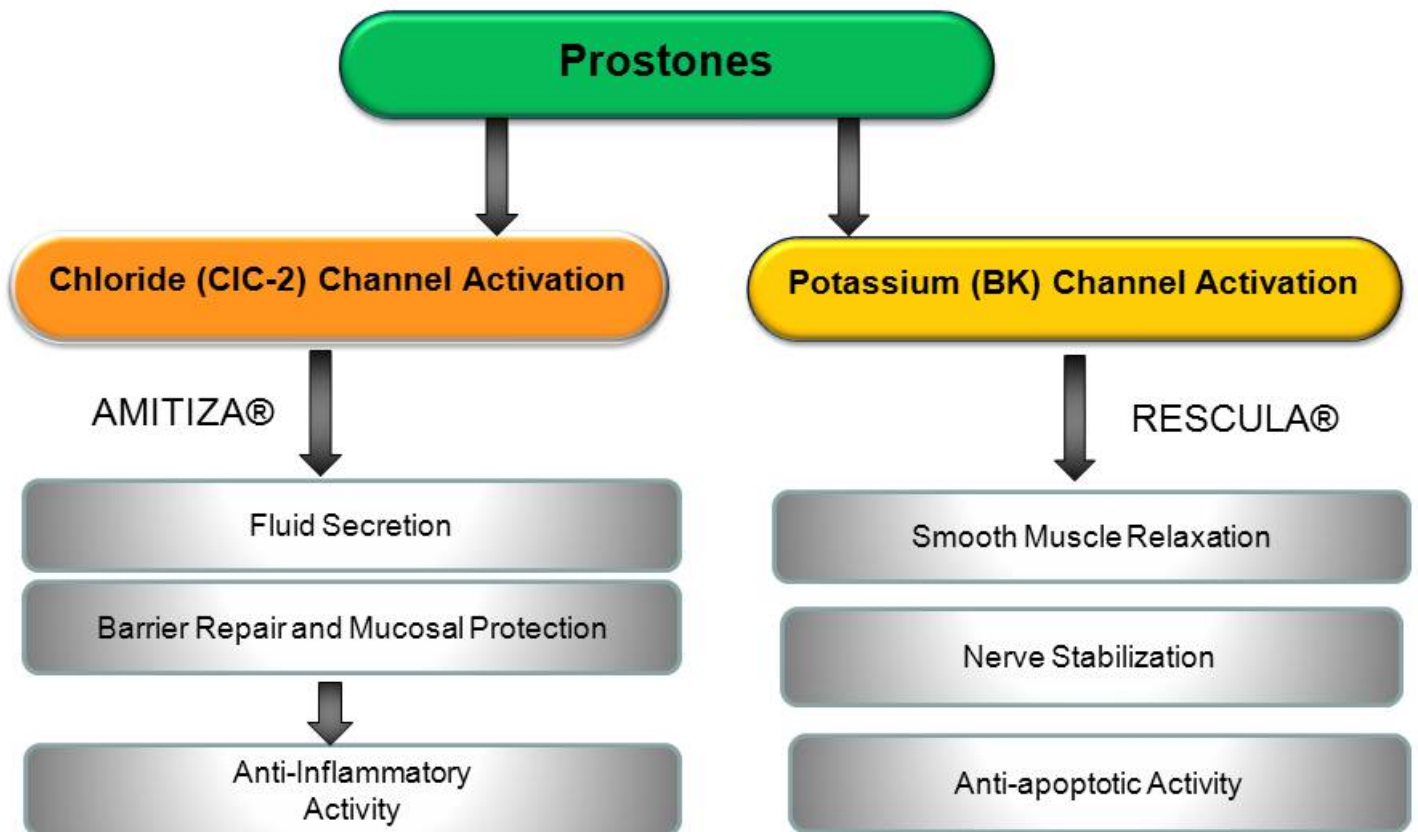 Prostones
Chloride (ClC-2) Channel Activation
Potassium (BK) Channel Activation
AMITIZA®
RESCULA®
Fluid Secretion
Barrier Repair and Mucosal Protection
Anti-Inflammatory
Activity
Smooth Muscle Relaxation
Nerve Stabilization
Anti-apoptotic Activity